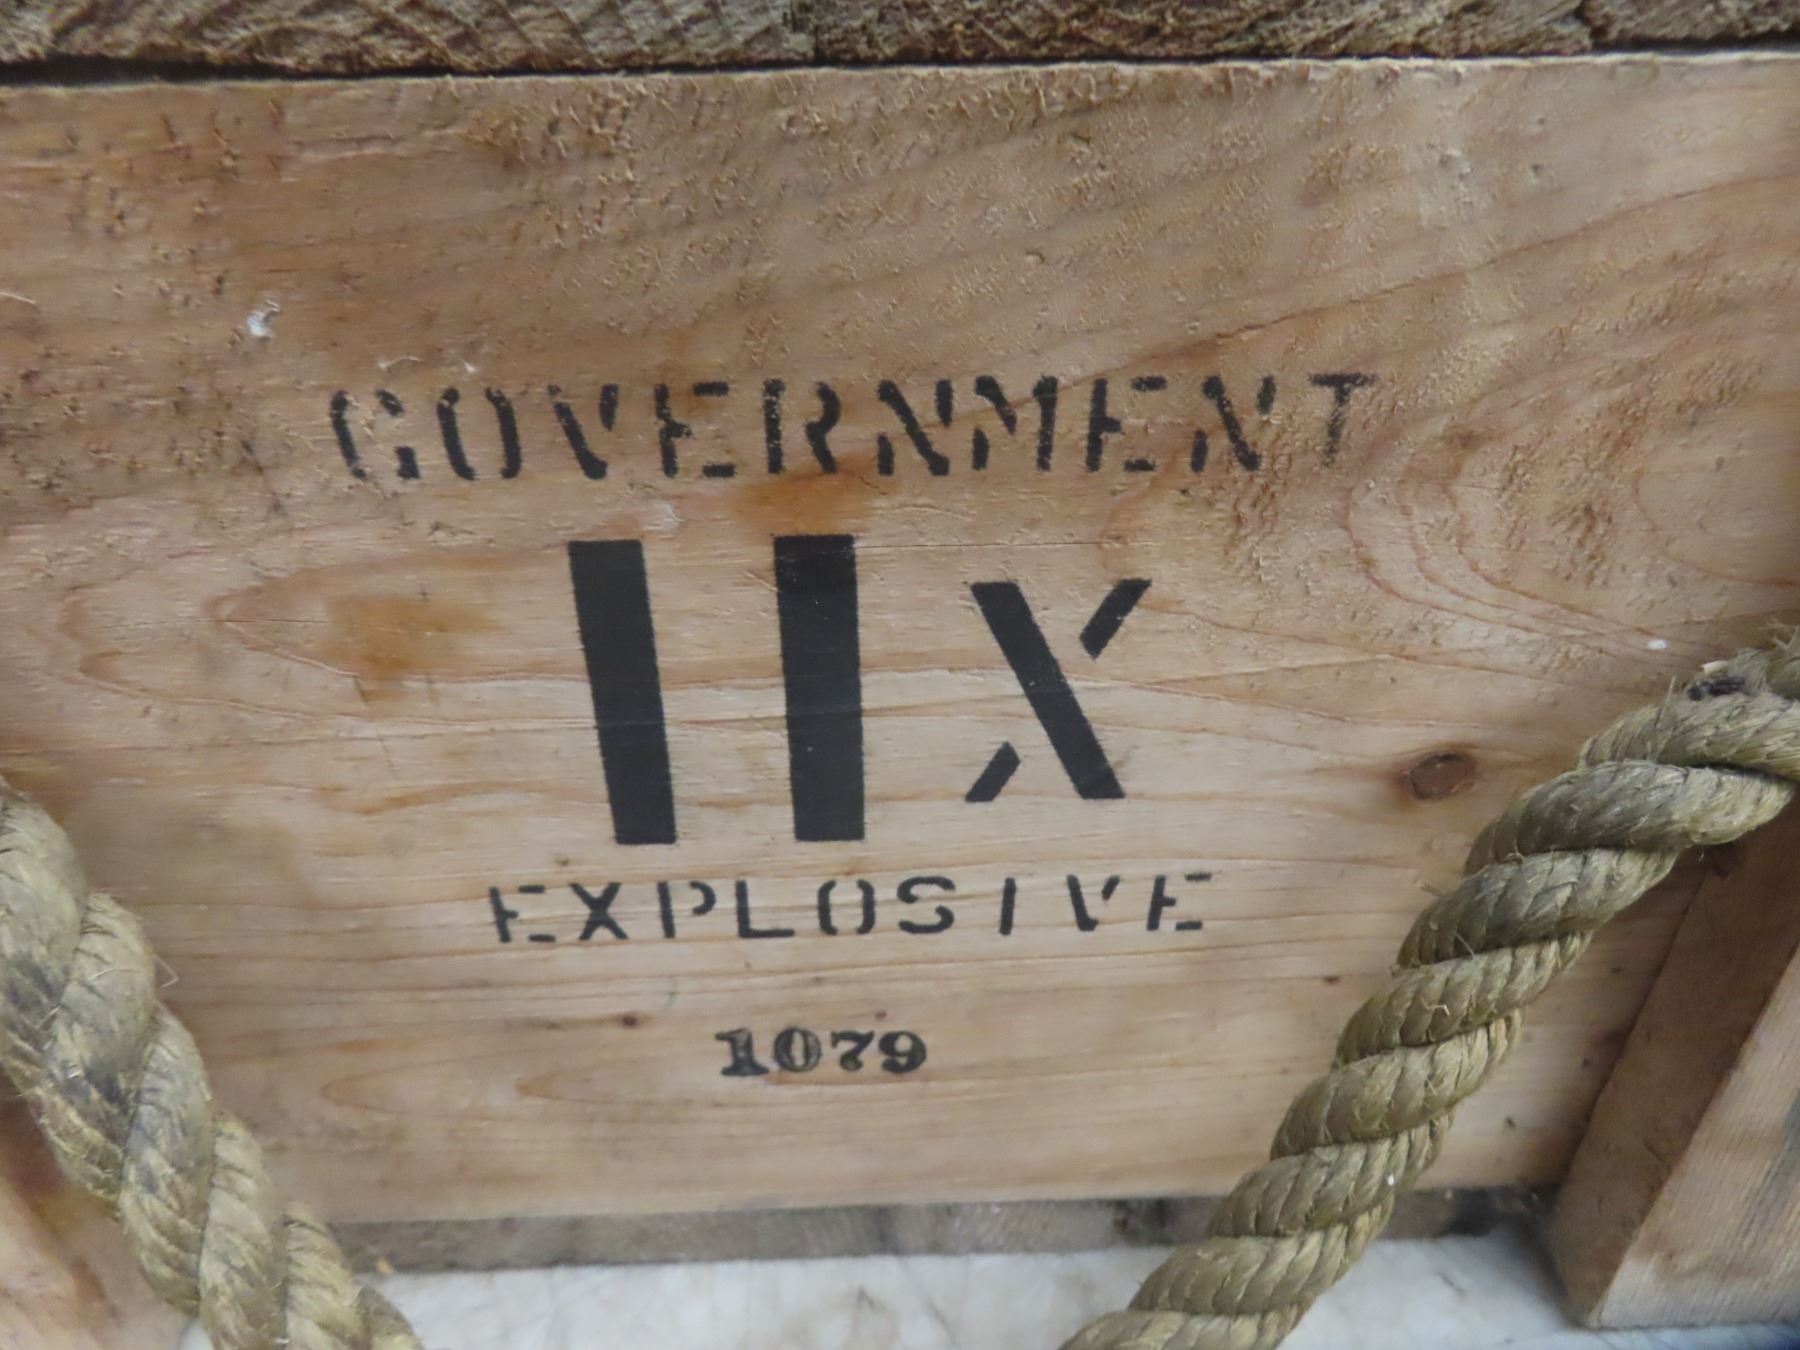 GOVERNMENT
IIX
EXPLOSIVE
1079